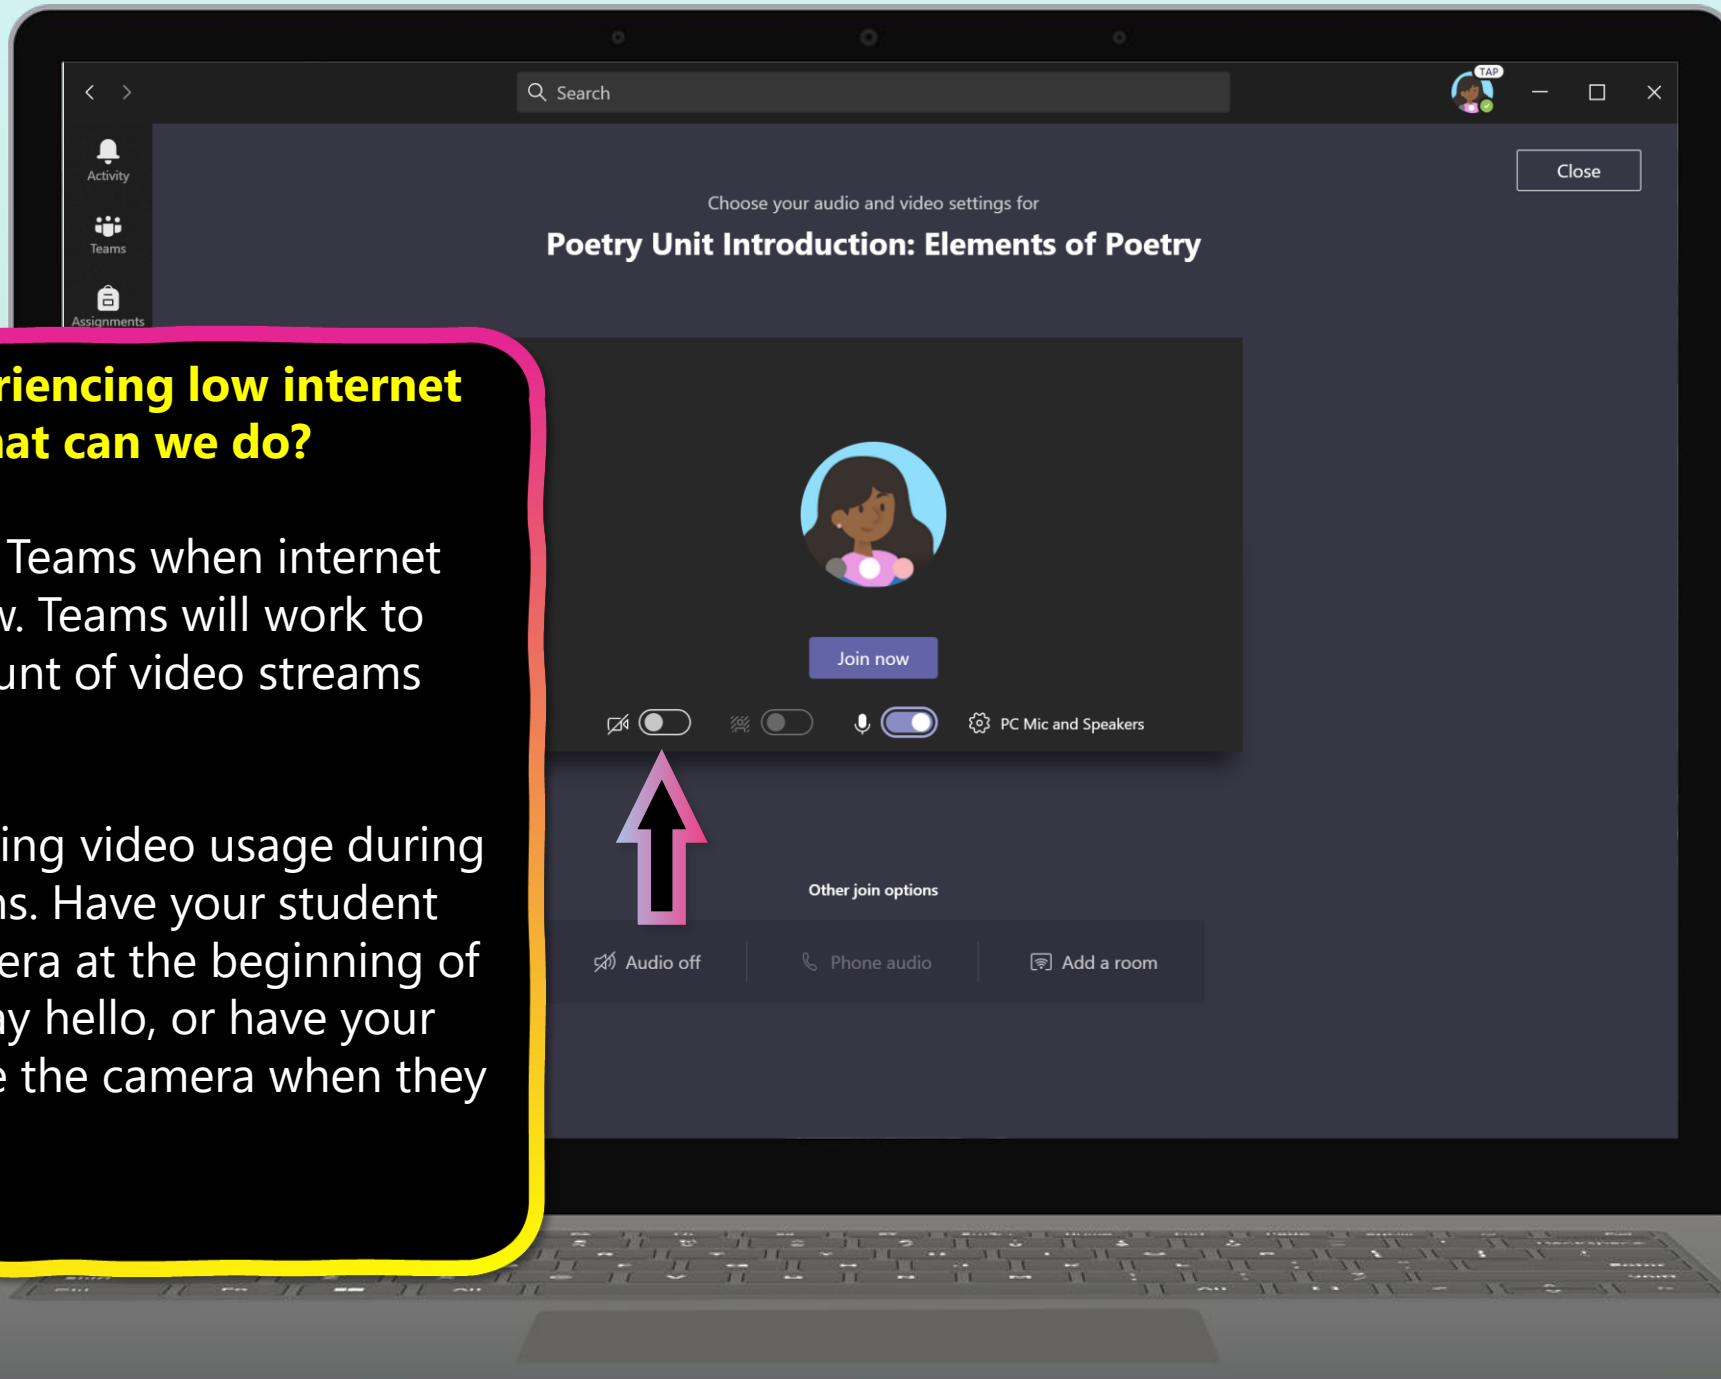 Search
TAP
Activity
Teams
Assignments
Close
Choose your audio and video settings for
Poetry Unit Introduction: Elements of Poetry
riencing low internet
at can we do?
Teams when internet
w. Teams will work to
unt of video streams
ing video usage during
ns. Have your student
era at the beginning of
ay hello, or have your
e the camera when they
Join now
PC Mic and Speakers
Other join options
Audio off
Phone audio
Add a room